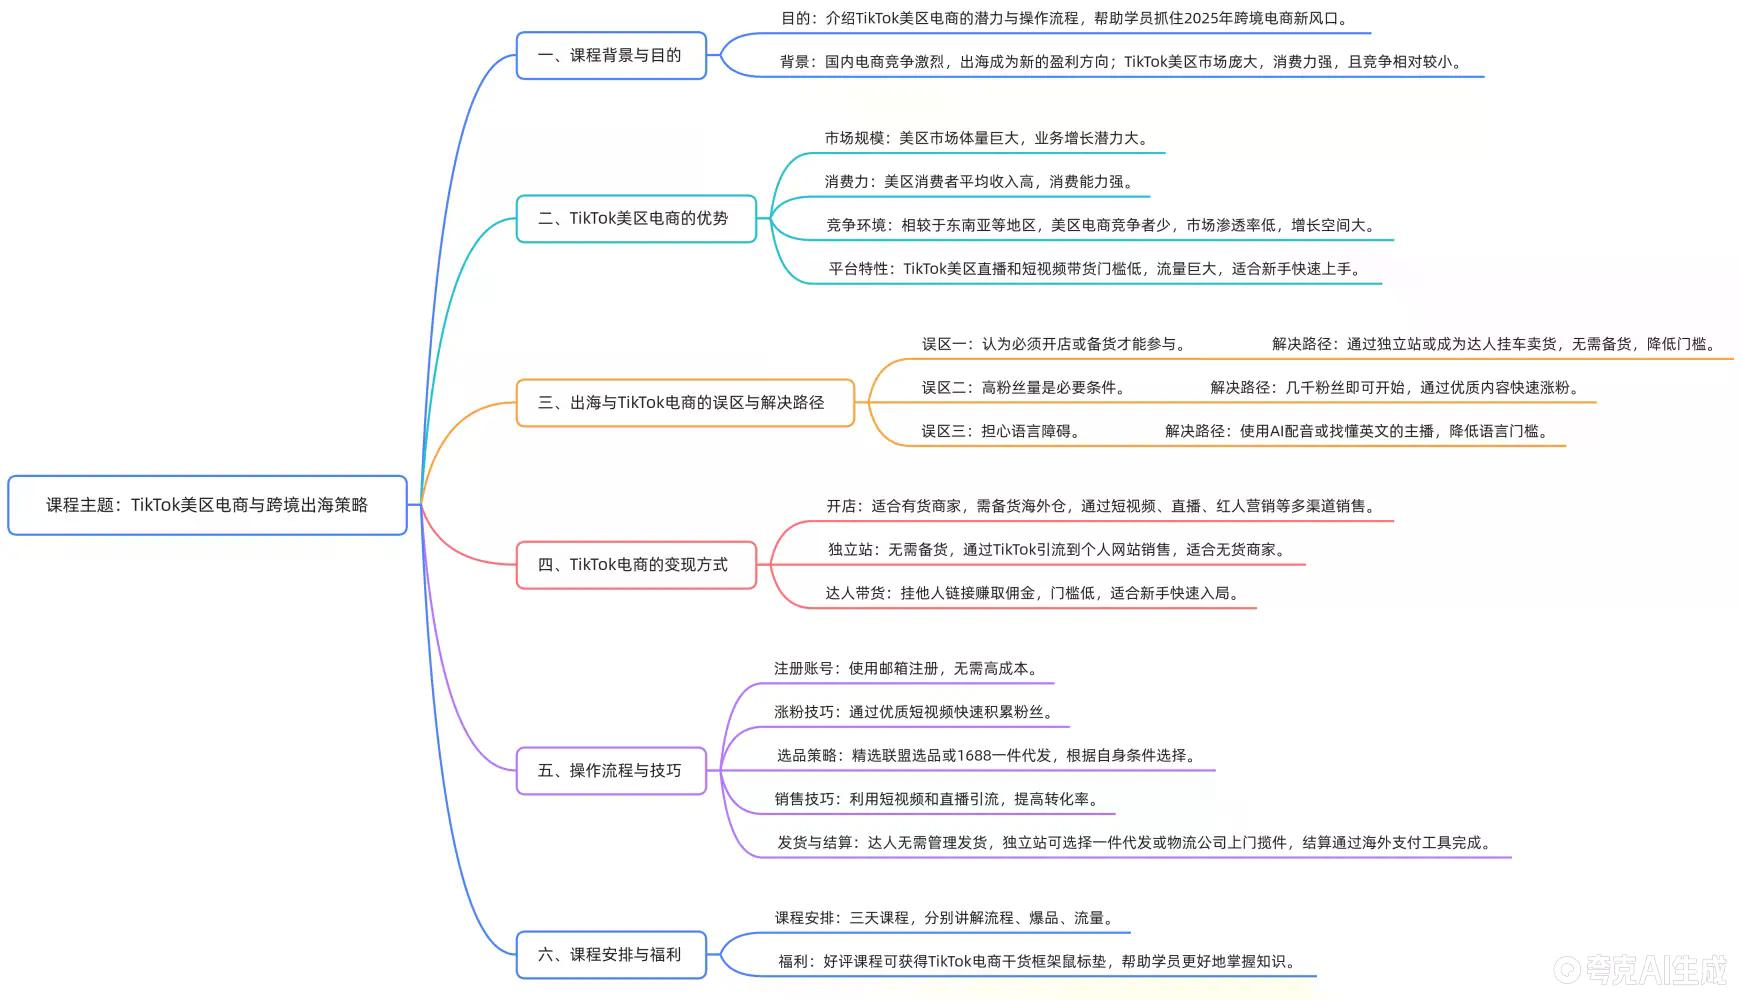 课程主题：TikTok美区电商与跨境出海策略
一、课程背景与目的
目的：介绍TikTok美区电商的潜力与操作流程，帮助学员抓住2025年跨境电商新风口。
背景：国内电商竞争激烈，出海成为新的盈利方向；TikTok美区市场庞大，消费力强，且竞争相对较小。
二、TikTok美区电商的优势
市场规模：美区市场体量巨大，业务增长潜力大。
消费力：美区消费者平均收入高，消费能力强。
竞争环境：相较于东南亚等地区，美区电商竞争者少，市场渗透率低，增长空间大。
平台特性：TikTok美区直播和短视频带货门槛低，流量巨大，适合新手快速上手。
三、出海与TikTok电商的误区与解决路径
误区一：认为必须开店或备货才能参与。 解决路径：通过独立站或成为达人挂车卖货，无需备货，降低门槛。
误区二：高粉丝量是必要条件。 解决路径：几千粉丝即可开始，通过优质内容快速涨粉。
误区三：担心语言障碍。 解决路径：使用AI配音或找懂英文的主播，降低语言门槛。
四、TikTok电商的变现方式
开店：适合有货商家，需备货海外仓，通过短视频、直播、红人营销等多渠道销售。
独立站：无需备货，通过TikTok引流到个人网站销售，适合无货商家。
达人带货：挂他人链接赚取佣金，门槛低，适合新手快速入局。
五、操作流程与技巧
注册账号：使用邮箱注册，无需高成本。
涨粉技巧：通过优质短视频快速积累粉丝。
选品策略：精选联盟选品或1688一件代发，根据自身条件选择。
销售技巧：利用短视频和直播引流，提高转化率。
发货与结算：达人无需管理发货，独立站可选择一件代发或物流公司上门揽件，结算通过海外支付工具完成。
六、课程安排与福利
课程安排：三天课程，分别讲解流程、爆品、流量。
福利：好评课程可获得TikTok电商干货框架鼠标垫，帮助学员更好地掌握知识。
夸克AI生成